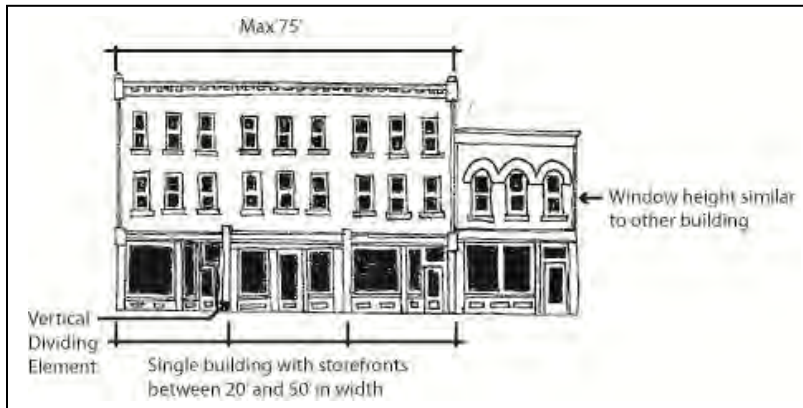 Max 75'
Window height similar
to other building
Vertical
Dividing
Element
Single building with storefronts
between 20' and 50' in width